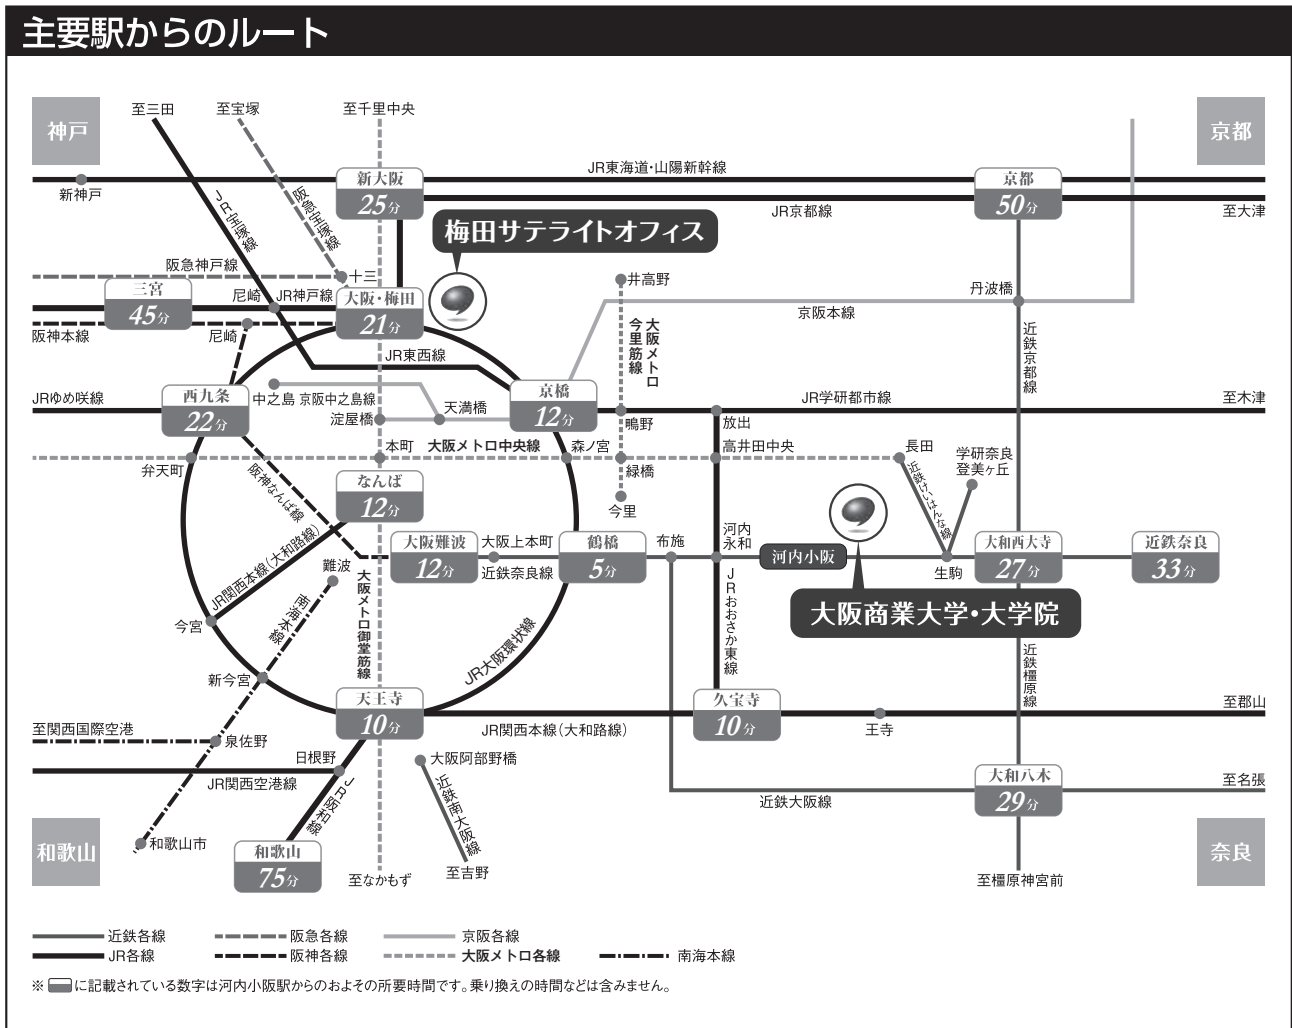 主要駅からのルート
神戸
至三田
至宝塚
至千里中央
京都
JR東海道・山陽新幹線
新神戸
新大阪
25分
京都
50分
JR宝塚線
阪急宝塚線
JR京都線
至大津
梅田サテライトオフィス
阪急神戸線
十三
井高野
丹波橋
三宮
45分
尼崎
JR神戸線
大阪・梅田
21分
京阪本線
阪神本線
尼崎
大阪メトロ
今里筋線
近鉄京都線
JR東西線
JRゆめ咲線
西九条
22分
中之島
京阪中之島線
天満橋
淀屋橋
京橋
12分
JR学研都市線
至木津
鴫野
放出
弁天町
本町
大阪メトロ中央線
森ノ宮
緑橋
高井田中央
長田
学研奈良
登美ヶ丘
阪神なんば線
なんば
12分
今里
近鉄けいはんな線
大阪難波
12分
大阪上本町
近鉄奈良線
鶴橋
5分
布施
河内
永和
河内小阪
生駒
大和西大寺
27分
近鉄奈良
33分
JR関西本線(大和路線)
難波
南海本線
大阪メトロ御堂筋線
JRおおさか東線
大阪商業大学・大学院
今宮
JR大阪環状線
近鉄橿原線
新今宮
天王寺
10分
久宝寺
10分
至郡山
至関西国際空港
泉佐野
JR関西本線(大和路線)
王寺
日根野
大阪阿部野橋
大和八木
29分
至名張
JR関西空港線
JR阪和線
近鉄南大阪線
近鉄大阪線
和歌山
和歌山市
和歌山
75分
至なかもず
至吉野
至橿原神宮前
奈良
近鉄各線
阪急各線
京阪各線
JR各線
阪神各線
大阪メトロ各線
南海本線
※ に記載されている数字は河内小阪駅からのおよその所要時間です。乗り換えの時間などは含みません。